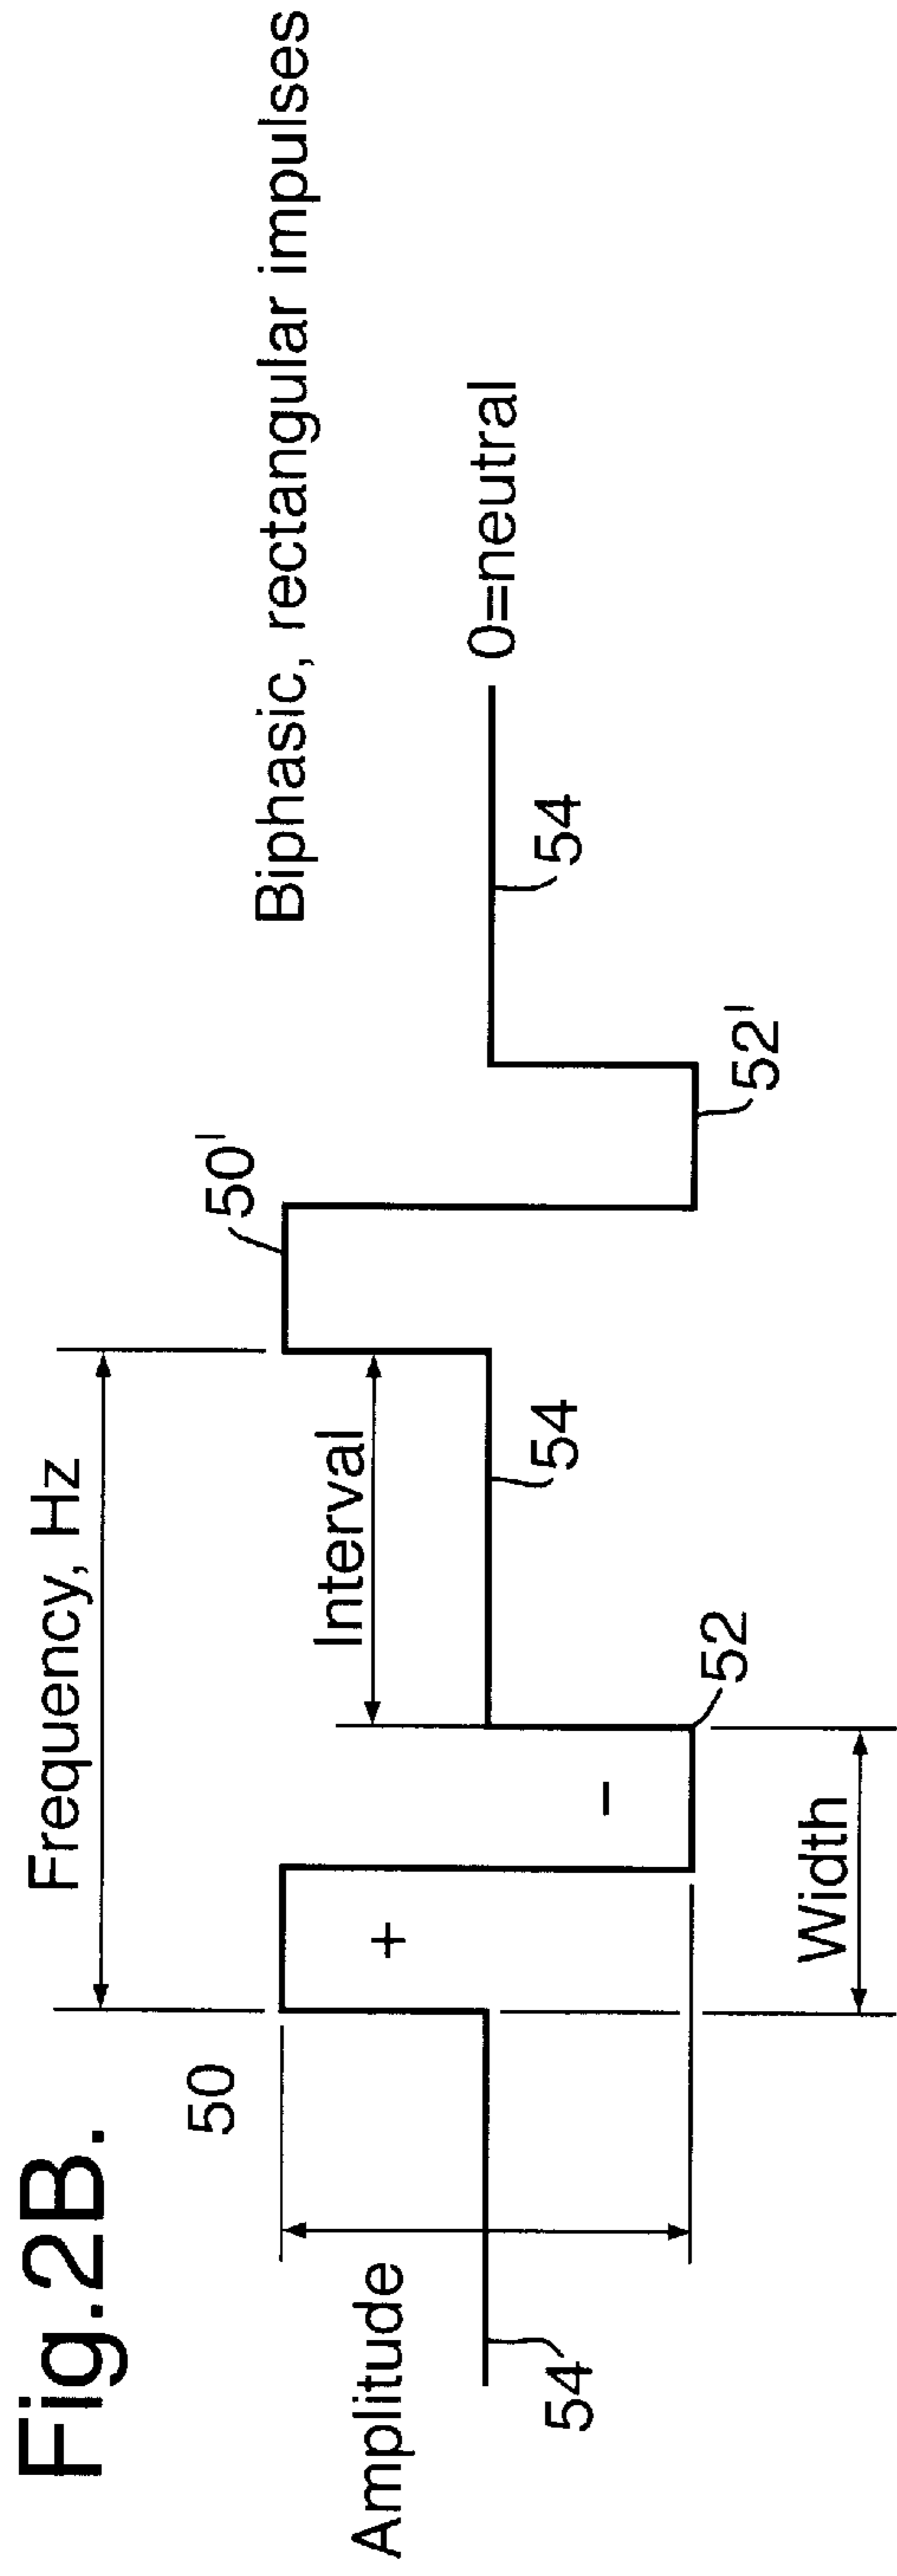 Fig.2B.
Frequency, Hz
50
50'
Biphasic, rectangular impulses
Amplitude
+
Interval
0=neutral
−
54
54
54
52
52'
Width